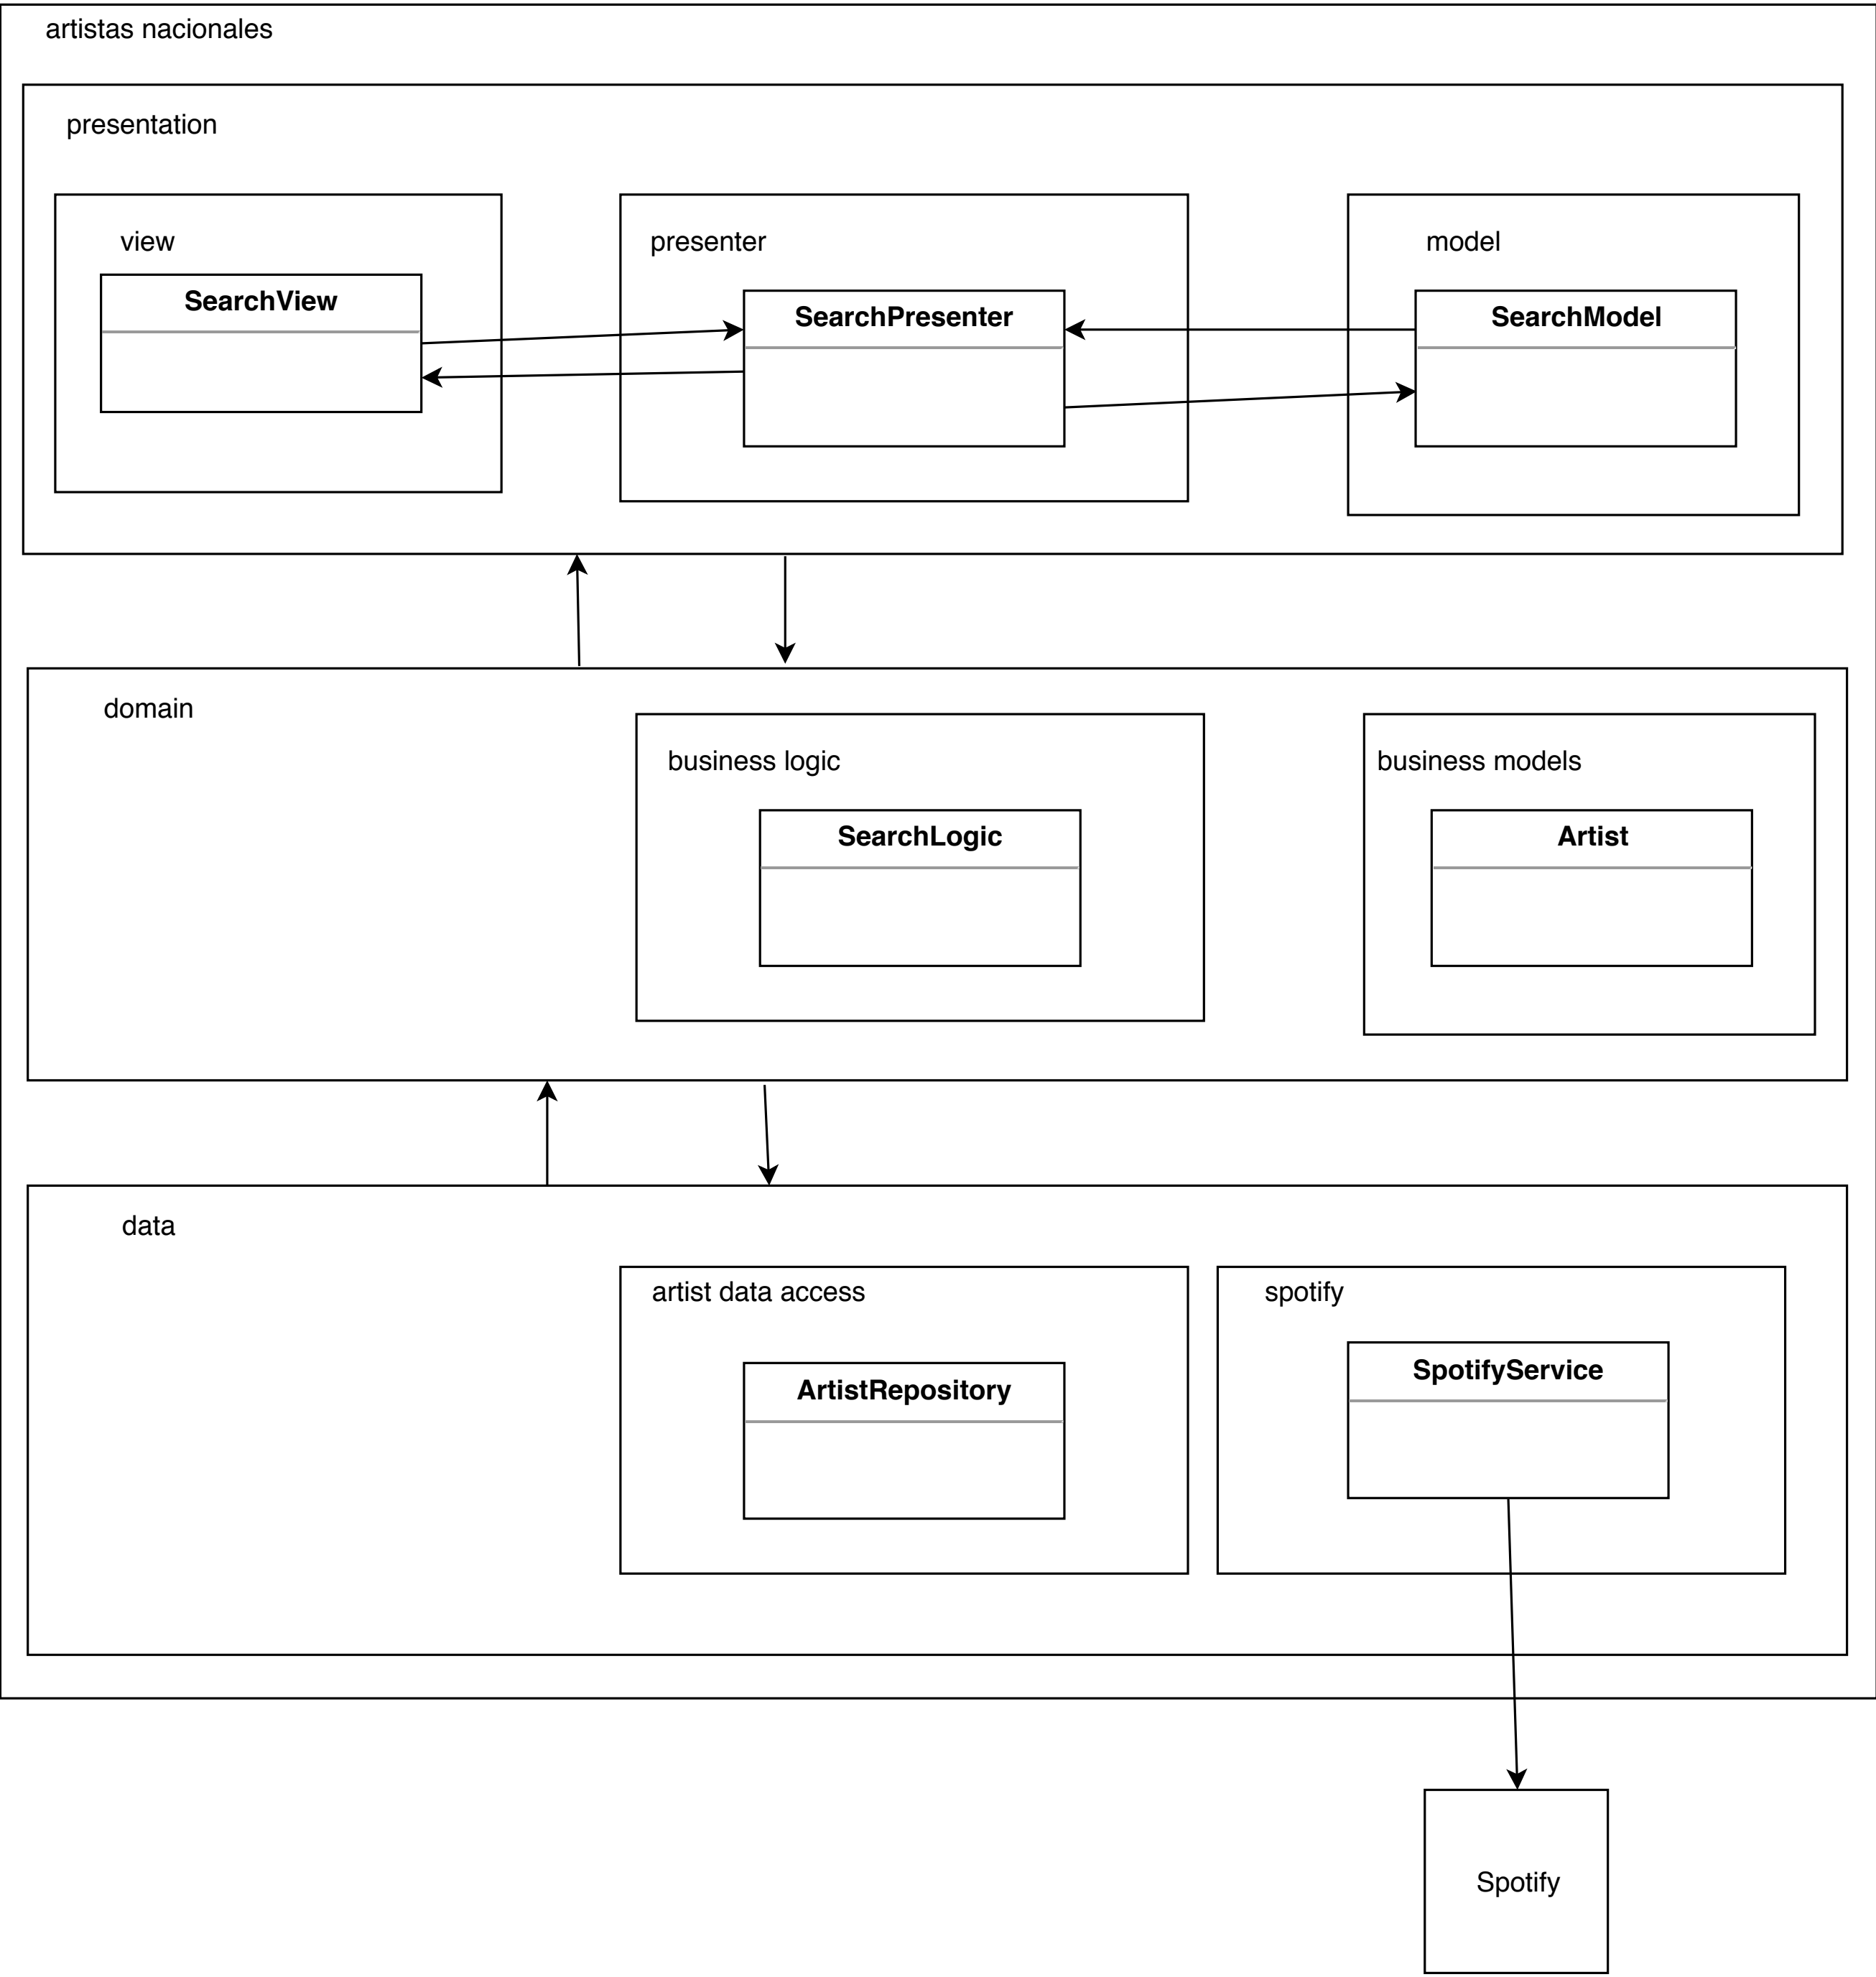 artistas nacionales
presentation
view
presenter
model
SearchView
SearchPresenter
SearchModel
domain
business logic
business models
SearchLogic
Artist
data
artist data access
spotify
ArtistRepository
SpotifyService
Spotify